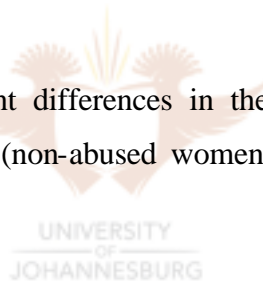 nt differences in the
(non-abused women
UNIVERSITY
OF
JOHANNESBURG